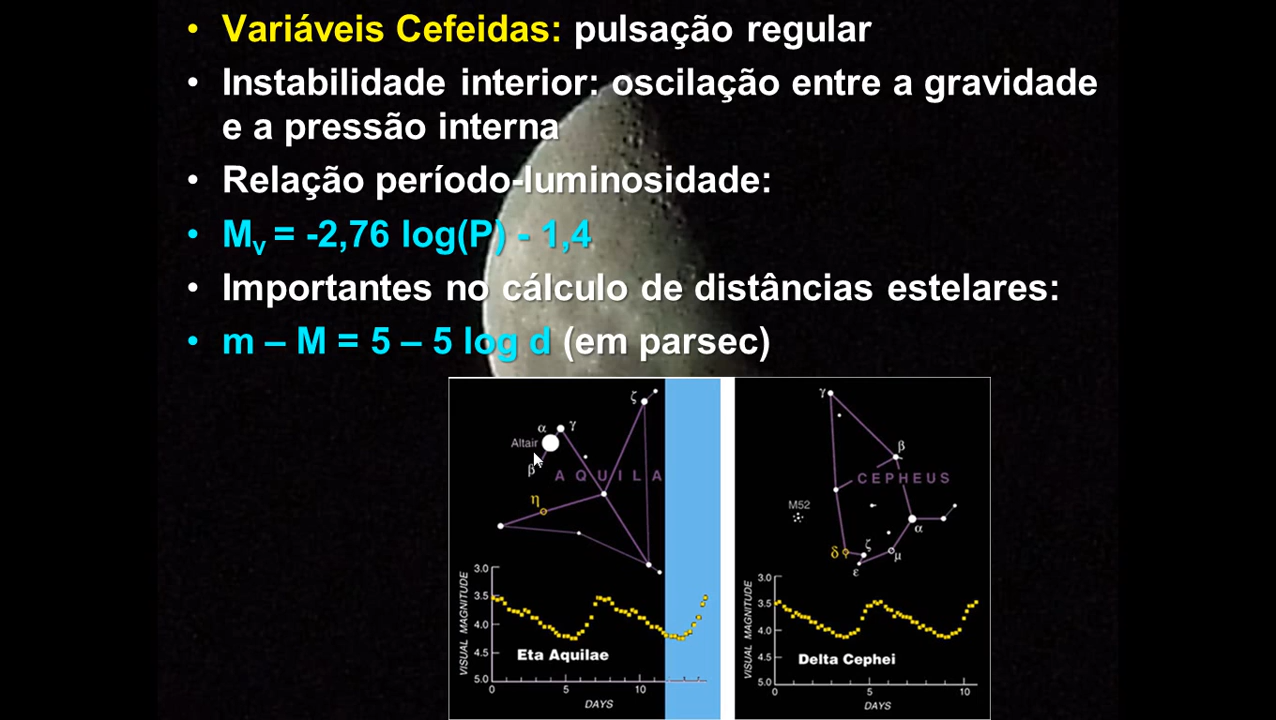 • Variáveis Cefeidas: pulsação regular
• Instabilidade interior: oscilação entre a gravidade
e a pressão interna
• Relação período-luminosidade:
• Mv = -2,76 log(P) - 1,4
• Importantes no cálculo de distâncias estelares:
• m – M = 5 – 5 log d (em parsec)
ζ
α γ
Altair
β
AQUILA
η
3.0
3.5
4.0
4.5
5.0
VISUAL MAGNITUDE
Eta Aquilae
0 5 10
DAYS
γ
β
CEPHEUS
M52
α
δ ζ μ
ε
3.0
3.5
4.0
4.5
5.0
VISUAL MAGNITUDE
Delta Cephei
0 5 10
DAYS